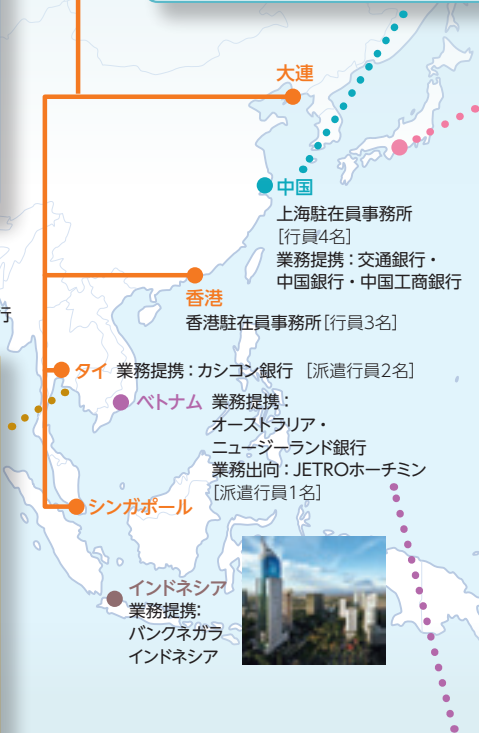 大連
中国
上海駐在員事務所
[行員4名]
業務提携：交通銀行・
中国銀行・中国工商銀行
行
香港
香港駐在員事務所[行員3名]
タイ 業務提携：カシコン銀行 [派遣行員2名]
ベトナム 業務提携：
オーストラリア・
ニュージーランド銀行
業務出向：JETROホーチミン
[派遣行員1名]
シンガポール
インドネシア
業務提携：
バンクネガラ
インドネシア